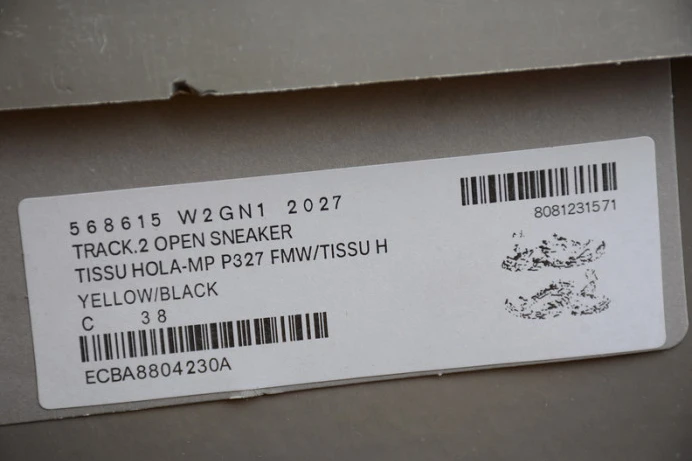 568615 W2GN1 2027
8081231571
TRACK.2 OPEN SNEAKER
TISSU HOLA-MP P327 FMW/TISSU H
YELLOW/BLACK
C 38
ECBA8804230A